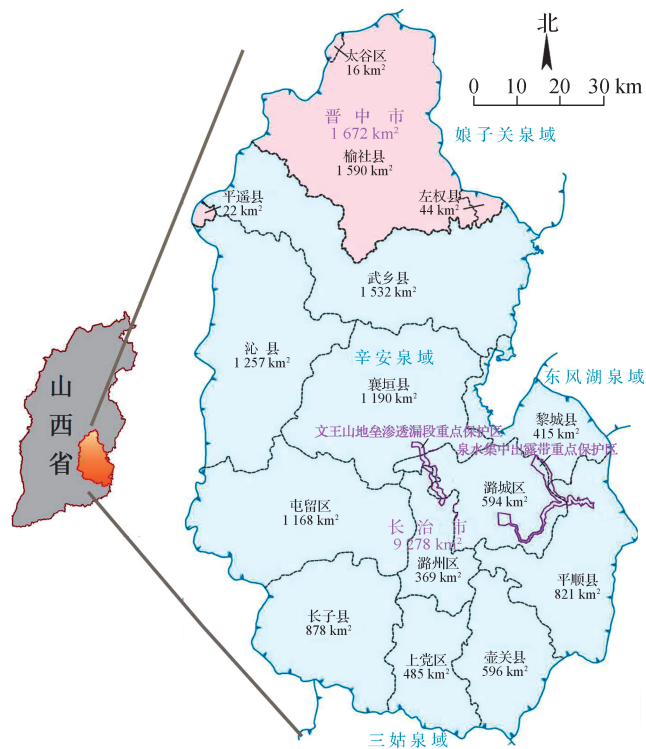 北
0 10 20 30 km
太谷区
16 km²
晋中市
1 672 km²
娘子关泉域
榆社县
1 590 km²
平遥县
22 km²
左权县
44 km²
武乡县
1 532 km²
沁县
1 257 km²
辛安泉域
襄垣县
1 190 km²
东风湖泉域
黎城县
415 km²
文王山地垒渗透漏段重点保护区
泉水集中出露带重点保护区
山西省
潞城区
594 km²
屯留区
1 168 km²
长治市
9 278 km²
潞州区
369 km²
平顺县
821 km²
长子县
878 km²
上党区
485 km²
壶关县
596 km²
三姑泉域